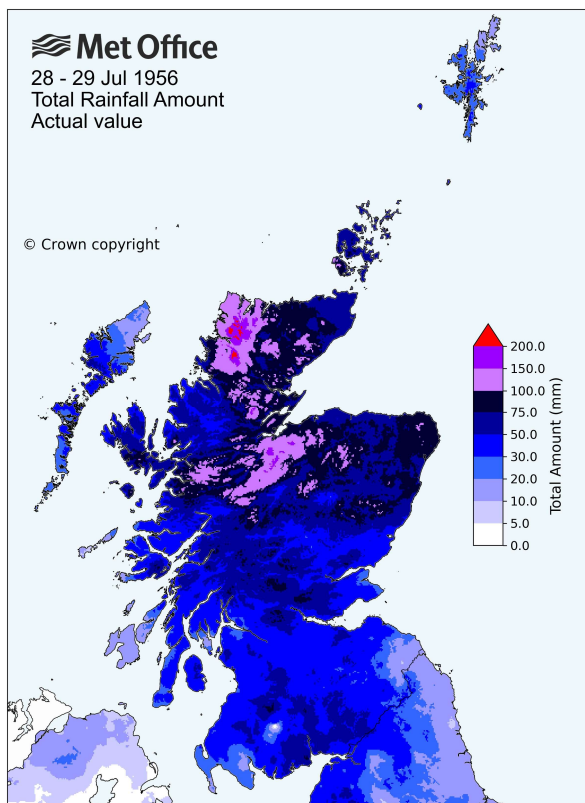 Met Office
28 - 29 Jul 1956
Total Rainfall Amount
Actual value
© Crown copyright
200.0
150.0
100.0
75.0
50.0
30.0
20.0
10.0
5.0
0.0
Total Amount (mm)